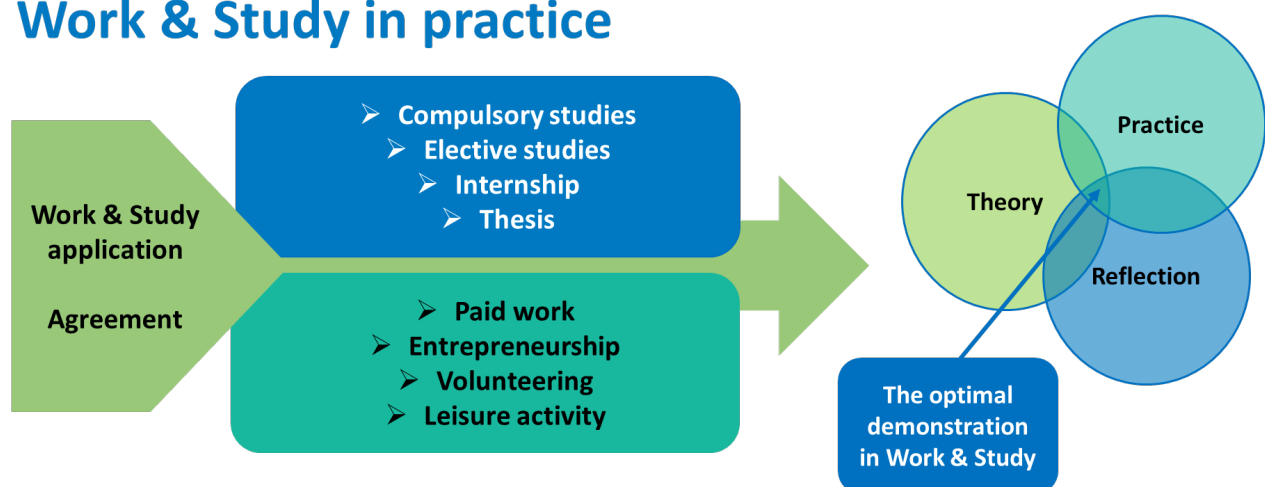 Work & Study in practice
Work & Study
application
Agreement
➢ Compulsory studies
➢ Elective studies
➢ Internship
➢ Thesis
➢ Paid work
➢ Entrepreneurship
➢ Volunteering
➢ Leisure activity
Theory
Practice
Reflection
The optimal
demonstration
in Work & Study